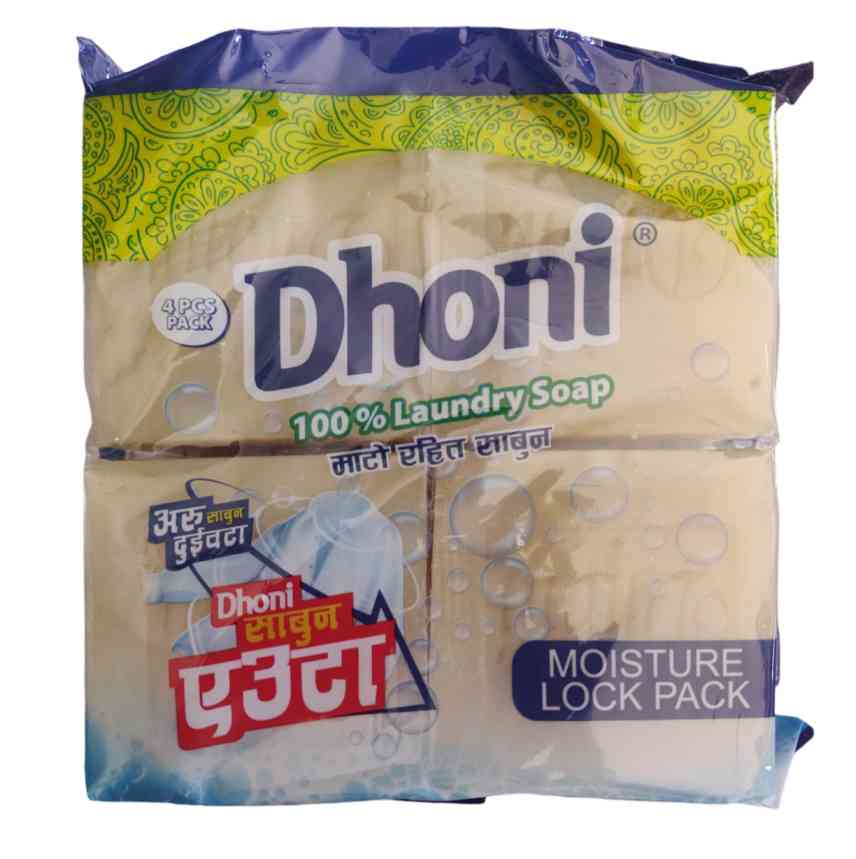 Dhoni®
4 PCS
PACK
100 % Laundry Soap
माटो रहित साबुन
अरु साबुन
दुईवटा
Dhoni
साबुन
एउटा
MOISTURE
LOCK PACK